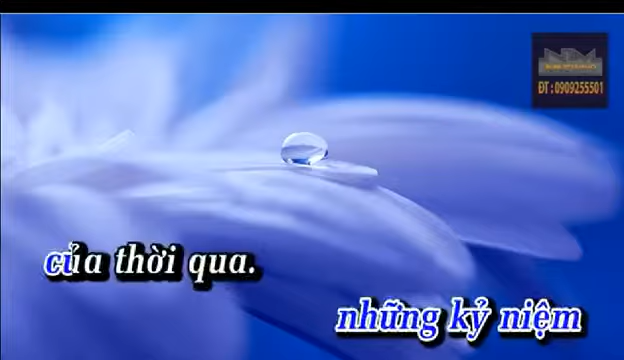 ĐT : 0909255501
của thời qua.
những kỷ niệm